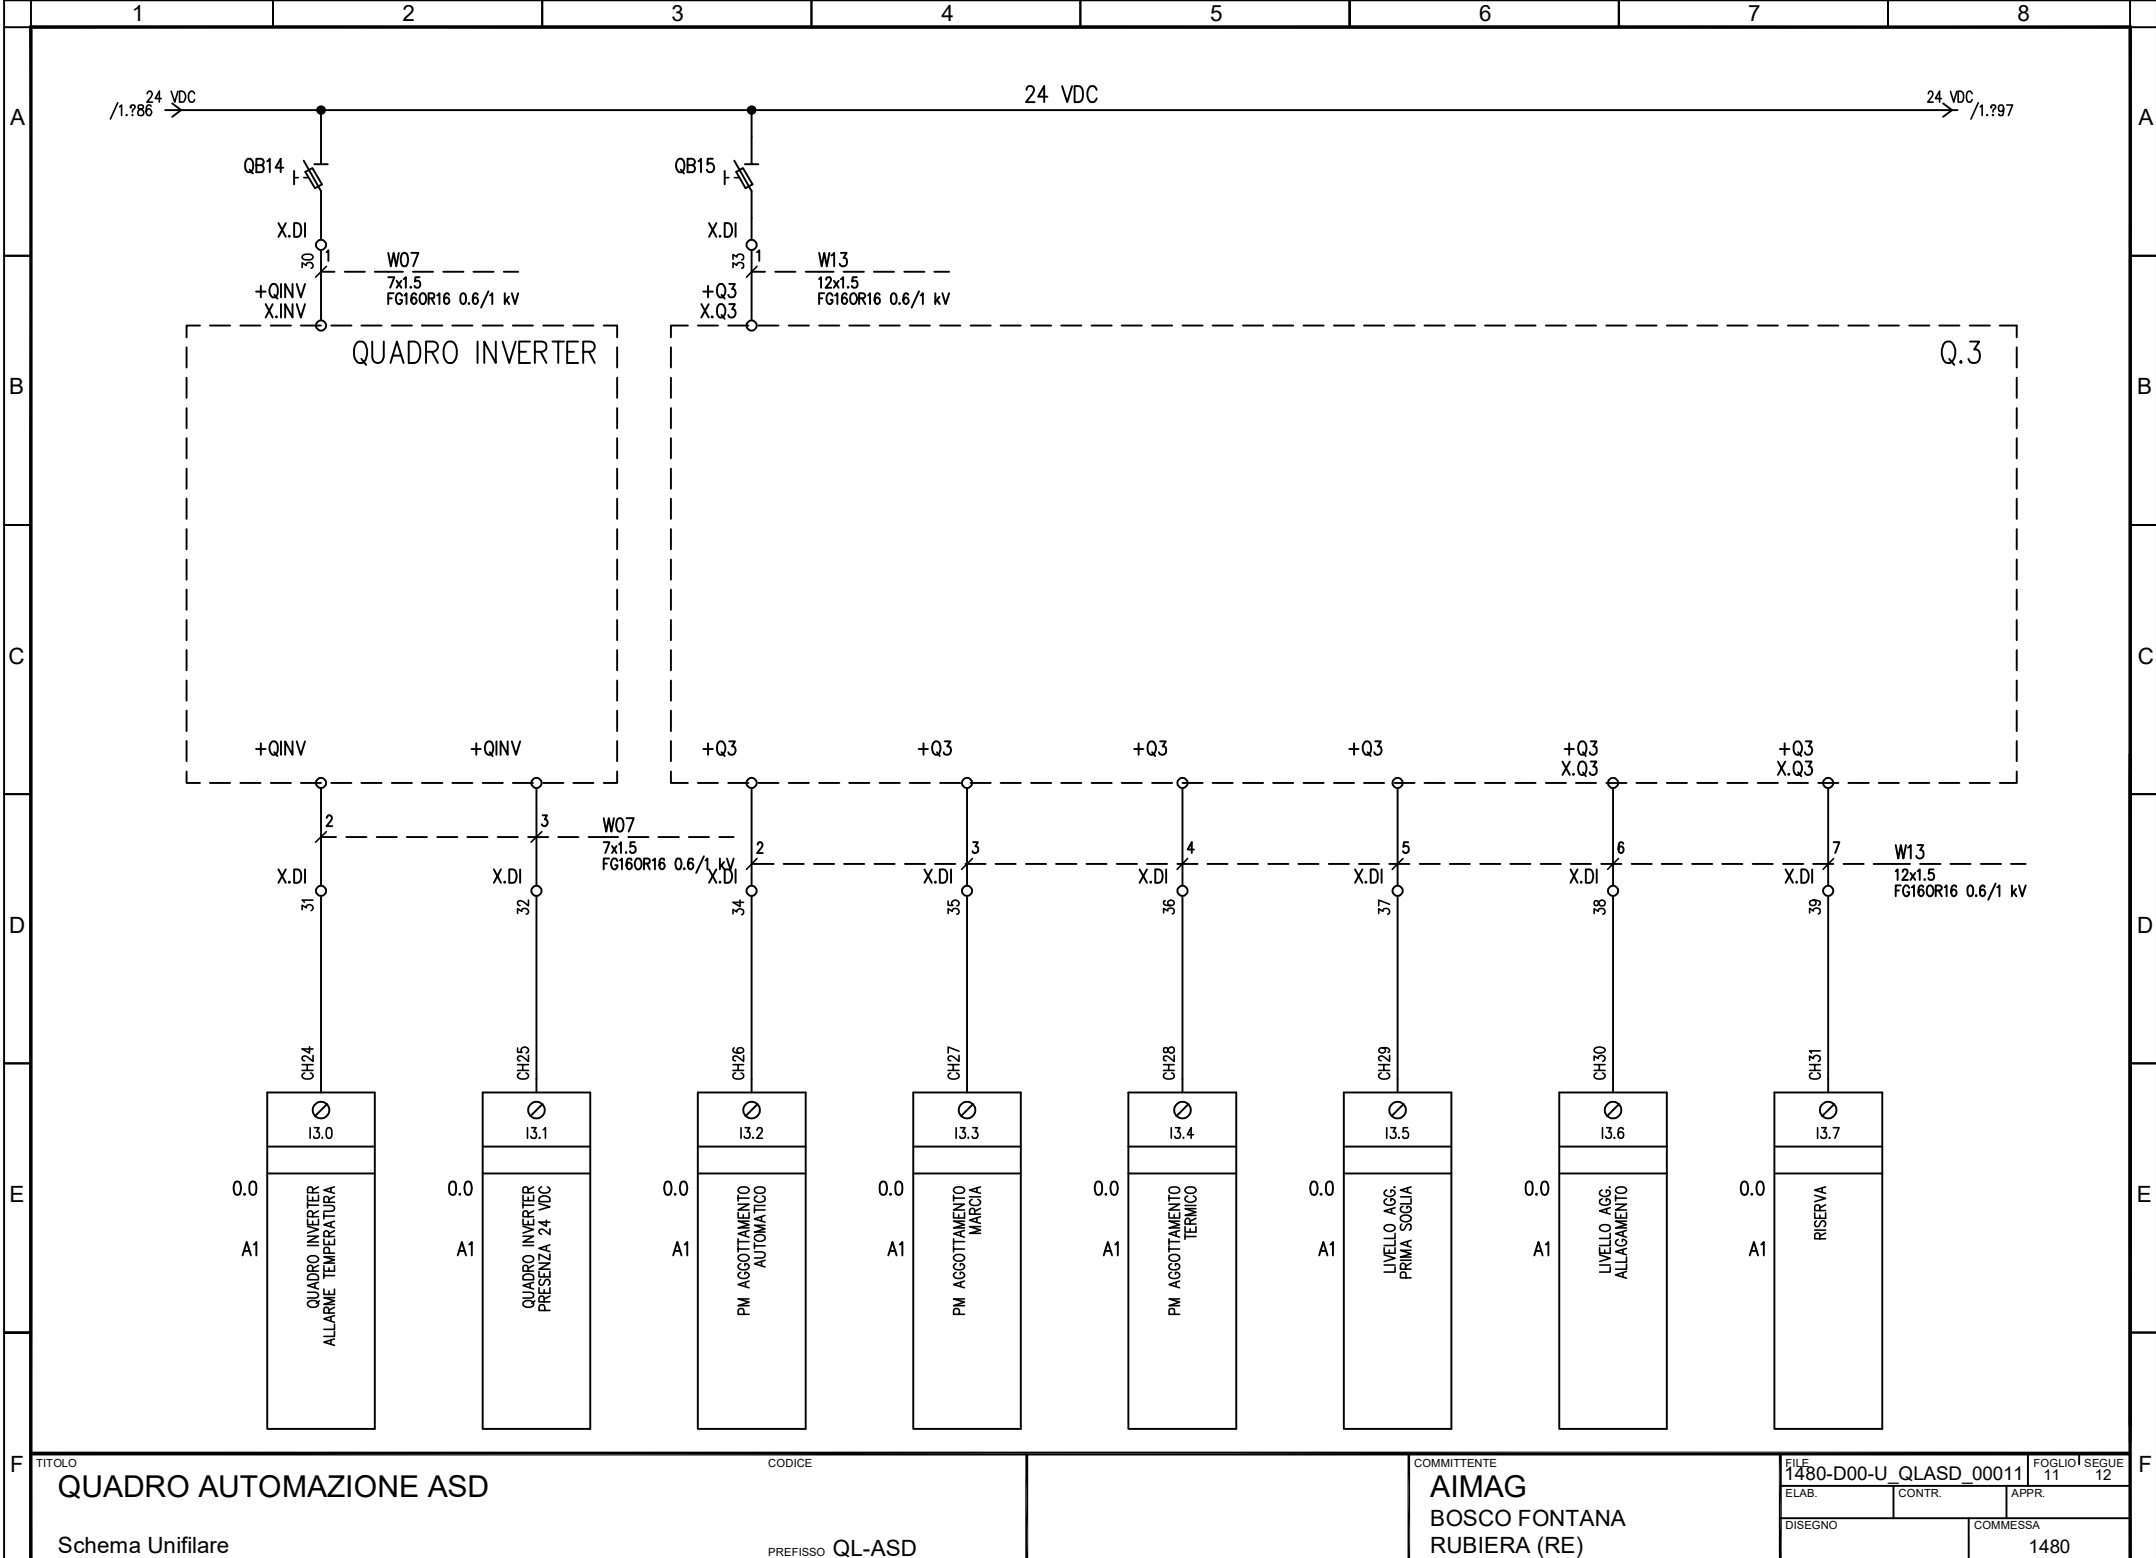 1 2 3 4 5 6 7 8
A A
24 VDC
/1.?86
24 VDC
24 VDC
/1.?97
QB14
QB15
X.DI
X.DI
30 1
33 1
W07
7x1.5
FG16OR16 0.6/1 kV
W13
12x1.5
FG16OR16 0.6/1 kV
+QINV
X.INV
+Q3
X.Q3
QUADRO INVERTER
Q.3
B B
C C
+QINV +QINV +Q3 +Q3 +Q3 +Q3 +Q3 +Q3
X.Q3 X.Q3
2 3
W07
7x1.5
FG16OR16 0.6/1 kV
2 3 4 5 6 7
W13
12x1.5
FG16OR16 0.6/1 kV
X.DI X.DI X.DI X.DI X.DI X.DI X.DI X.DI
31 32 34 35 36 37 38 39
D D
CH24 CH25 CH26 CH27 CH28 CH29 CH30 CH31
I3.0 I3.1 I3.2 I3.3 I3.4 I3.5 I3.6 I3.7
0.0 0.0 0.0 0.0 0.0 0.0 0.0 0.0
A1 A1 A1 A1 A1 A1 A1 A1
E E
QUADRO INVERTER
ALLARME TEMPERATURA
QUADRO INVERTER
PRESENZA 24 VDC
PM AGGOTTAMENTO
AUTOMATICO
PM AGGOTTAMENTO
MARCIA
PM AGGOTTAMENTO
TERMICO
LIVELLO AGG.
PRIMA SOGLIA
LIVELLO AGG.
ALLAGAMENTO
RISERVA
F F
TITOLO
QUADRO AUTOMAZIONE ASD
Schema Unifilare
CODICE
PREFISSO QL-ASD
COMMITTENTE
AIMAG
BOSCO FONTANA
RUBIERA (RE)
FILE
1480-D00-U_QLASD_00011
FOGLIO SEGUE
11 12
ELAB. CONTR. APPR.
DISEGNO COMMESSA
1480